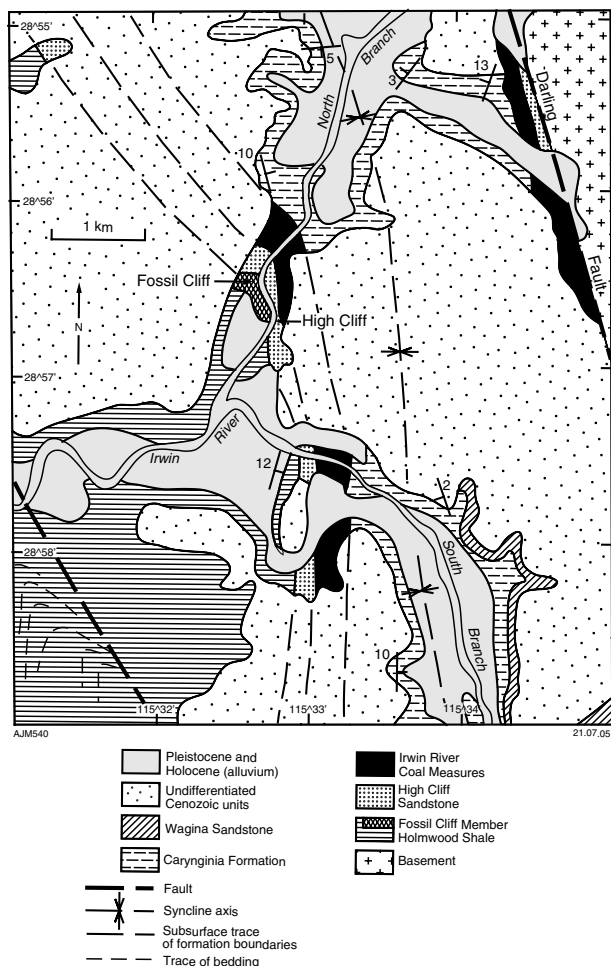 28^55'
5
Branch
North
3
13
Darling
Fault
10
28^56'
1 km
Fossil Cliff
N
High Cliff
28^57'
Irwin
River
12
2
28^58'
South
Branch
10
115^32'
115^33'
115^34'
AJM540
21.07.05
Pleistocene and
Holocene (alluvium)
Undifferentiated
Cenozoic units
Wagina Sandstone
Carynginia Formation
Irwin River
Coal Measures
High Cliff
Sandstone
Fossil Cliff Member
Holmwood Shale
Basement
Fault
Syncline axis
Subsurface trace
of formation boundaries
Trace of bedding